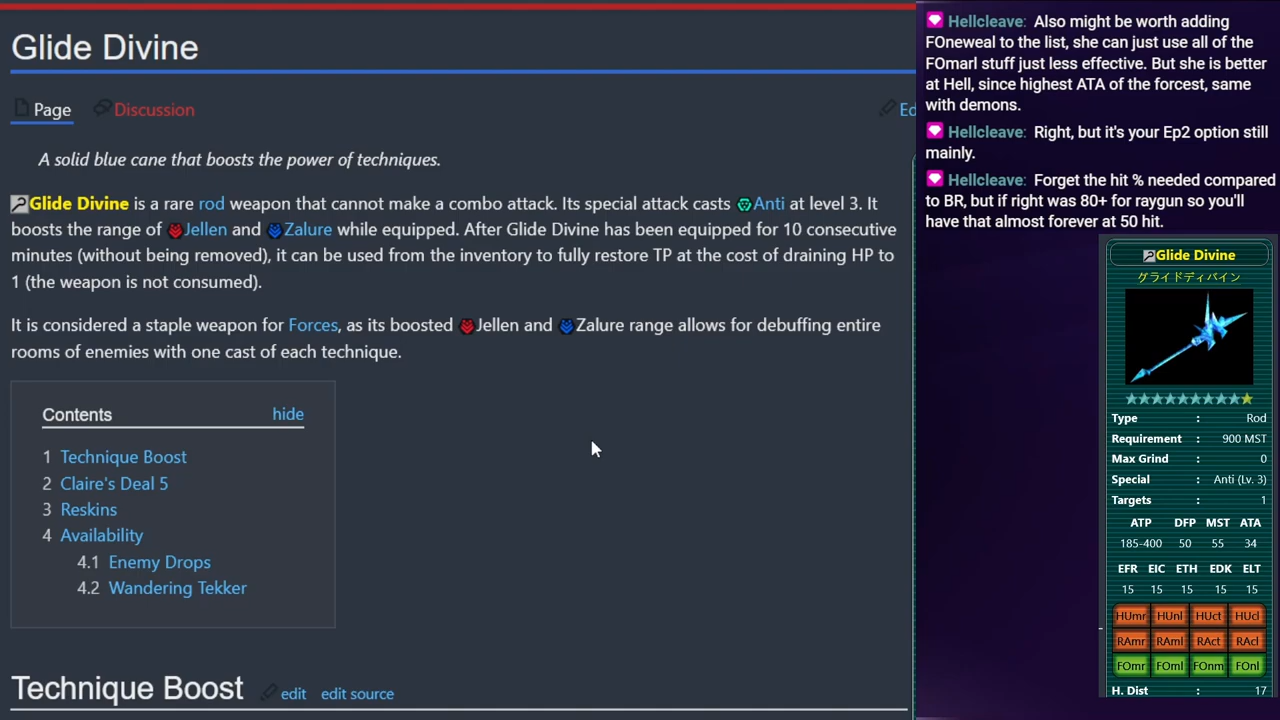 Glide Divine
Page
Discussion
Ed
A solid blue cane that boosts the power of techniques.
Glide Divine is a rare rod weapon that cannot make a combo attack. Its special attack casts Anti at level 3. It
boosts the range of Jellen and Zalure while equipped. After Glide Divine has been equipped for 10 consecutive
minutes (without being removed), it can be used from the inventory to fully restore TP at the cost of draining HP to
1 (the weapon is not consumed).
It is considered a staple weapon for Forces, as its boosted Jellen and Zalure range allows for debuffing entire
rooms of enemies with one cast of each technique.
Contents hide
1 Technique Boost
2 Claire's Deal 5
3 Reskins
4 Availability
4.1 Enemy Drops
4.2 Wandering Tekker
Technique Boost edit edit source
Hellcleave: Also might be worth adding
FOneweal to the list, she can just use all of the
FOmarl stuff just less effective. But she is better
at Hell, since highest ATA of the forcest, same
with demons.
Hellcleave: Right, but it's your Ep2 option still
mainly.
Hellcleave: Forget the hit % needed compared
to BR, but if right was 80+ for raygun so you'll
have that almost forever at 50 hit.
Glide Divine
グライドディバイン
★★★★★★★★★★
Type : Rod
Requirement : 900 MST
Max Grind : 0
Special : Anti (Lv. 3)
Targets : 1
ATP DFP MST ATA
185-400 50 55 34
EFR EIC ETH EDK ELT
15 15 15 15 15
HUmr HUnl HUct HUcl
RAmr RAml RAct RAcl
FOmr FOml FOnm FOnl
H. Dist : 17